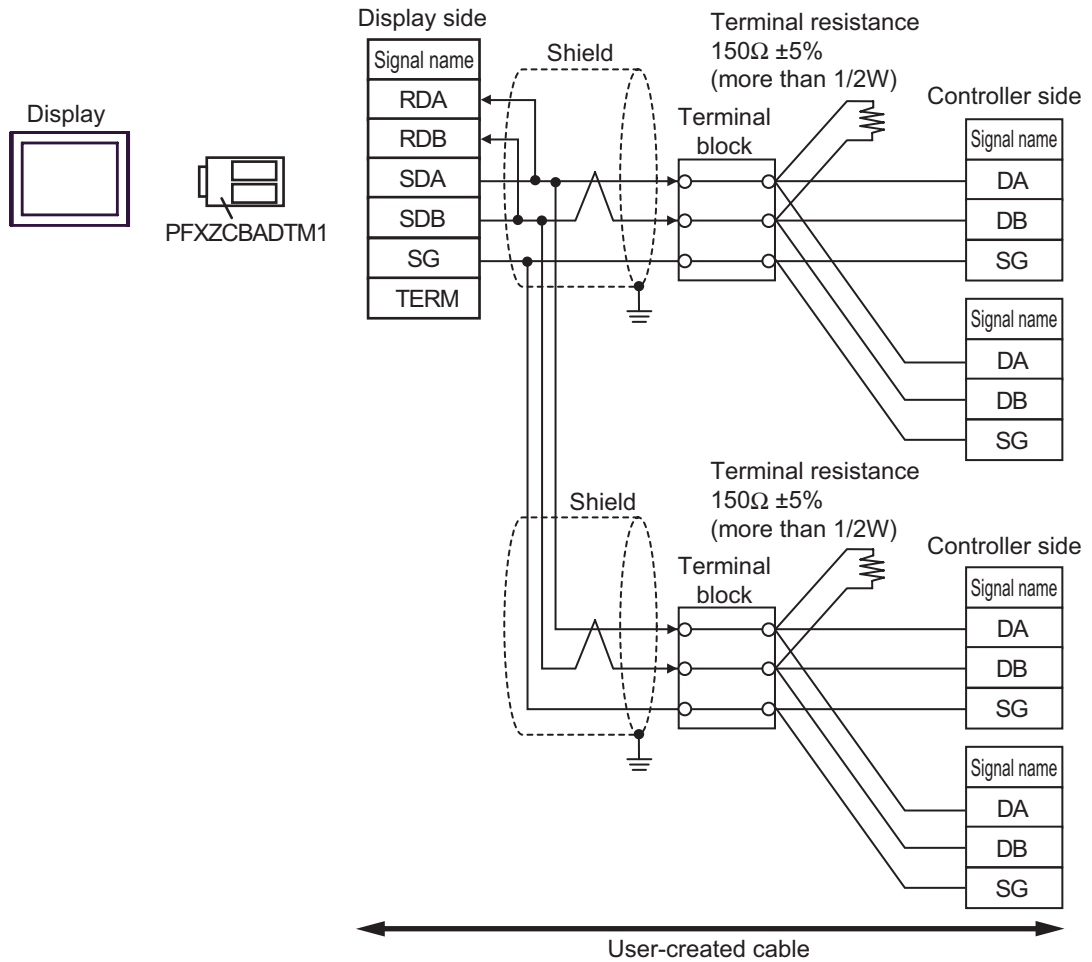 Display side
Display
PFXZCBADTM1
Signal name
RDA
RDB
SDA
SDB
SG
TERM
Shield
Terminal resistance
150Ω ±5%
(more than 1/2W)
Terminal
block
Controller side
Signal name
DA
DB
SG
Signal name
DA
DB
SG
Shield
Terminal resistance
150Ω ±5%
(more than 1/2W)
Terminal
block
Controller side
Signal name
DA
DB
SG
Signal name
DA
DB
SG
User-created cable